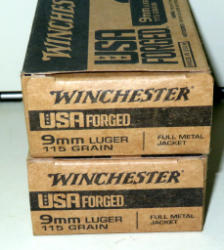 WINCHESTER
USA
FORGED
WINCHESTER
USA FORGED
9mm LUGER
115 GRAIN
FULL METAL
JACKET
WINCHESTER
USA FORGED
9mm LUGER
115 GRAIN
FULL METAL
JACKET